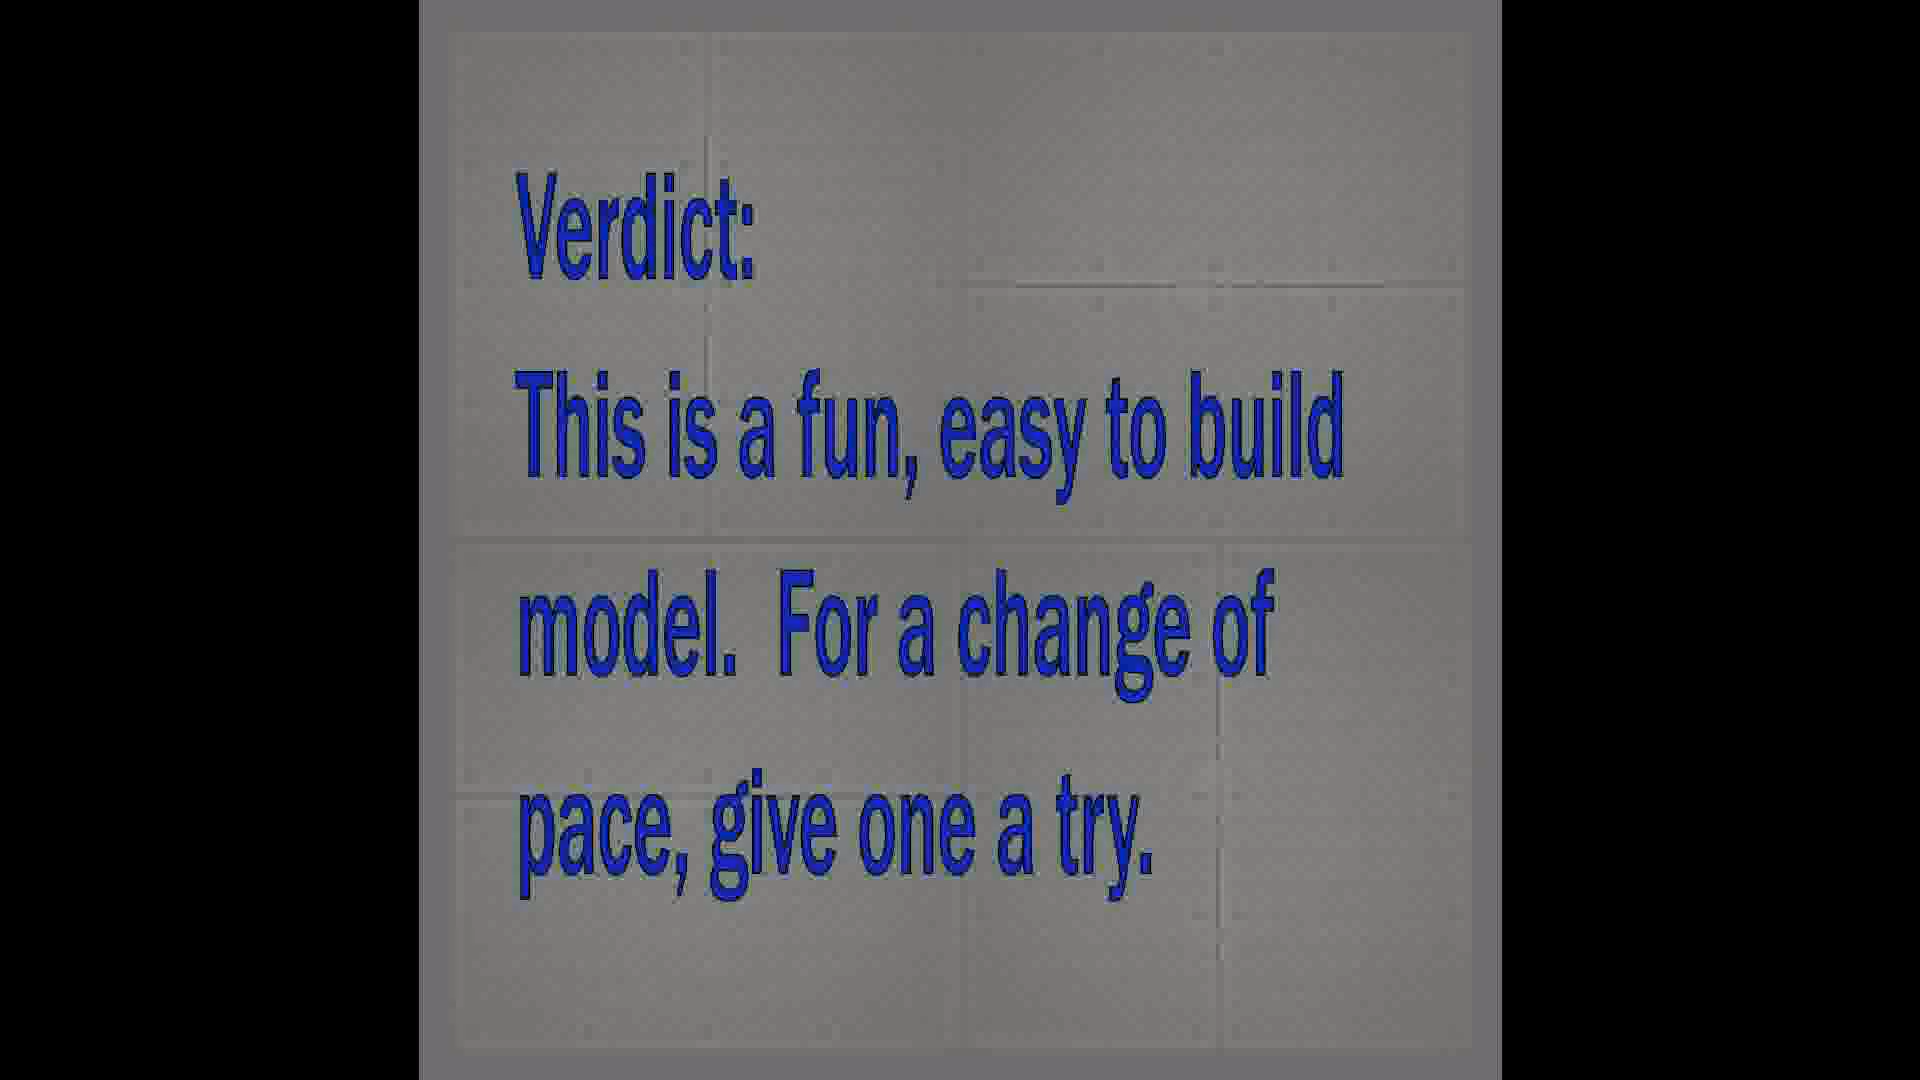 Verdict:
This is a fun, easy to build
model.  For a change of
pace, give one a try.